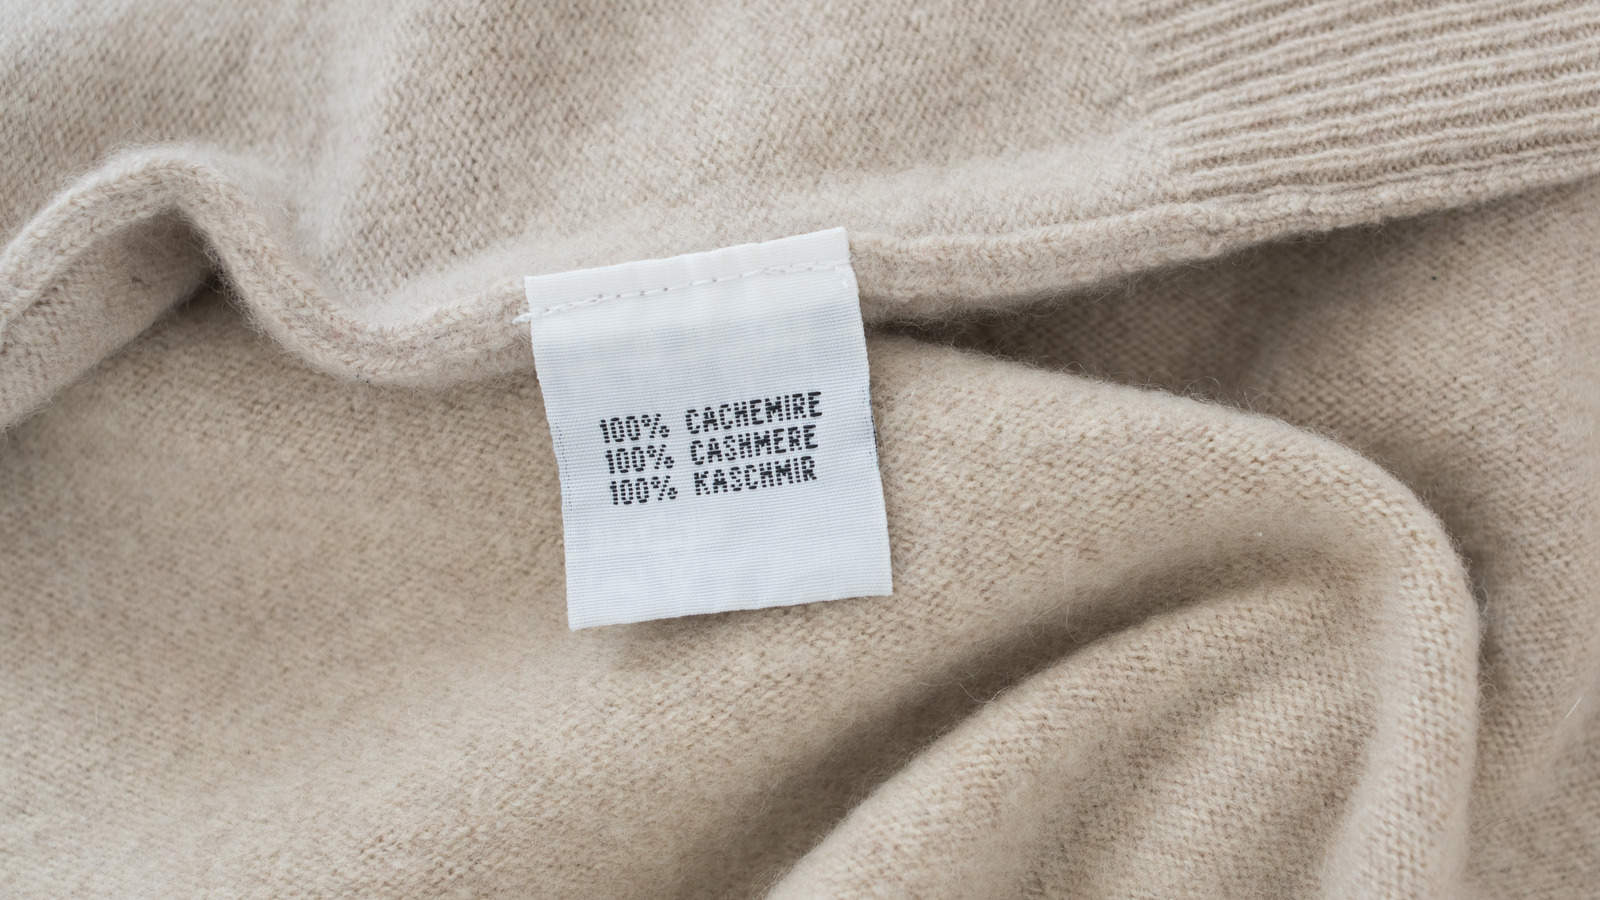 100% CACHEMIRE
100% CASHMERE
100% KASCHMIR